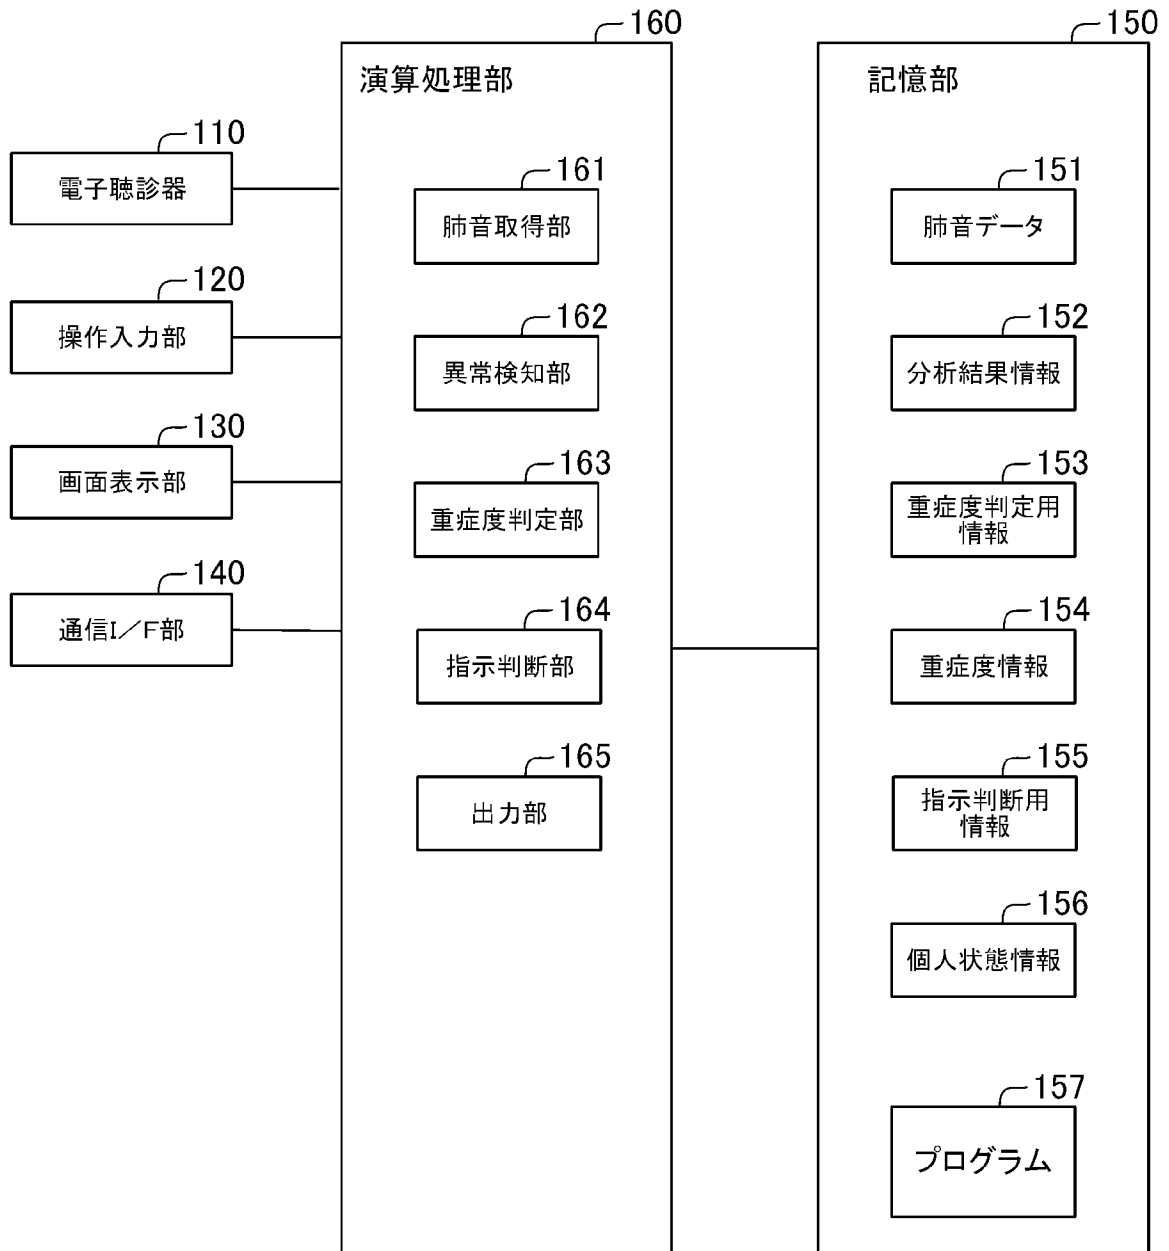 160
150
演算処理部
記憶部
110
電子聴診器
161
肺音取得部
151
肺音データ
120
操作入力部
162
異常検知部
152
分析結果情報
130
画面表示部
163
重症度判定部
153
重症度判定用
情報
140
通信I／F部
164
指示判断部
154
重症度情報
165
出力部
155
指示判断用
情報
156
個人状態情報
157
プログラム